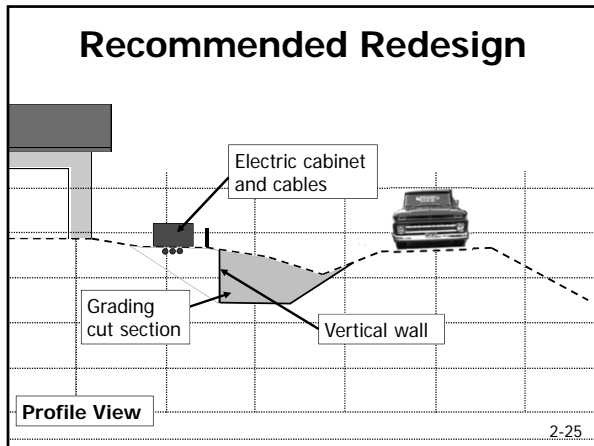 Recommended Redesign
Electric cabinet
and cables
Grading
cut section
Vertical wall
Profile View
2-25